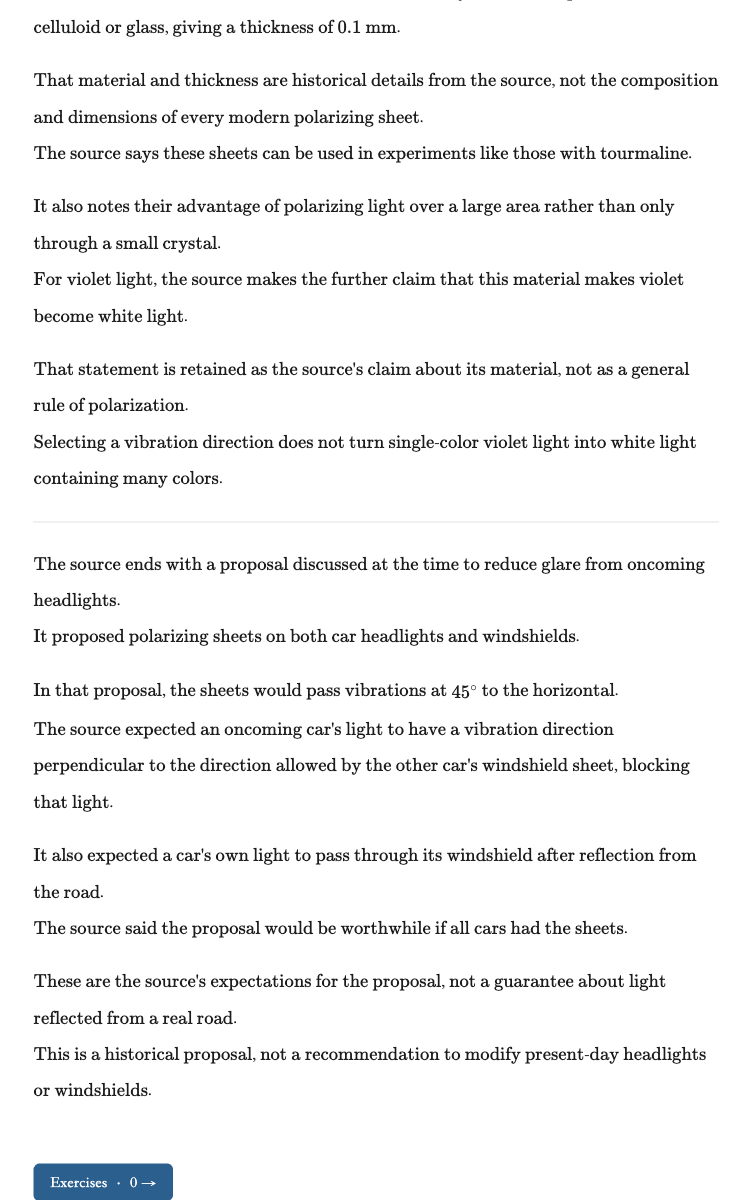 celluloid or glass, giving a thickness of 0.1 mm.
That material and thickness are historical details from the source, not the composition
and dimensions of every modern polarizing sheet.
The source says these sheets can be used in experiments like those with tourmaline.
It also notes their advantage of polarizing light over a large area rather than only
through a small crystal.
For violet light, the source makes the further claim that this material makes violet
become white light.
That statement is retained as the source's claim about its material, not as a general
rule of polarization.
Selecting a vibration direction does not turn single-color violet light into white light
containing many colors.
The source ends with a proposal discussed at the time to reduce glare from oncoming
headlights.
It proposed polarizing sheets on both car headlights and windshields.
In that proposal, the sheets would pass vibrations at 45° to the horizontal.
The source expected an oncoming car's light to have a vibration direction
perpendicular to the direction allowed by the other car's windshield sheet, blocking
that light.
It also expected a car's own light to pass through its windshield after reflection from
the road.
The source said the proposal would be worthwhile if all cars had the sheets.
These are the source's expectations for the proposal, not a guarantee about light
reflected from a real road.
This is a historical proposal, not a recommendation to modify present-day headlights
or windshields.
Exercises · 0 →